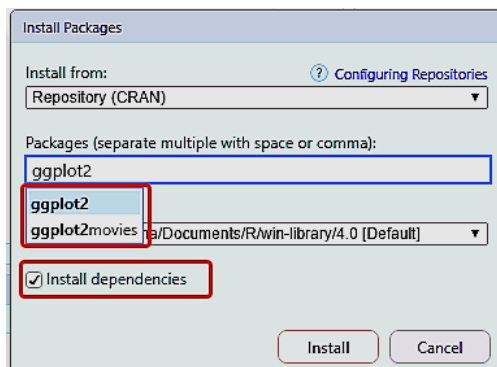 Install Packages
Install from:
? Configuring Repositories
Repository (CRAN)
Packages (separate multiple with space or comma):
ggplot2
ggplot2
ggplot2movies
a/Documents/R/win-library/4.0 [Default]
Install dependencies
Install
Cancel